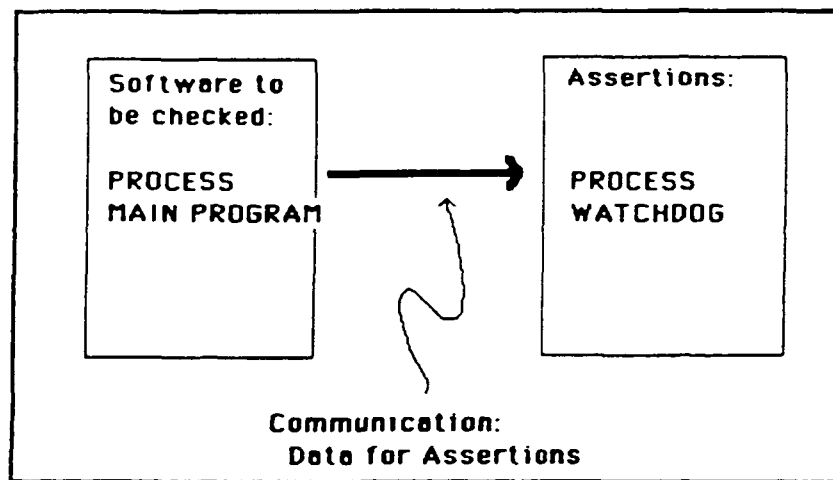 Software to
be checked:
PROCESS
MAIN PROGRAM
Assertions:
PROCESS
WATCHDOG
Communication:
Data for Assertions